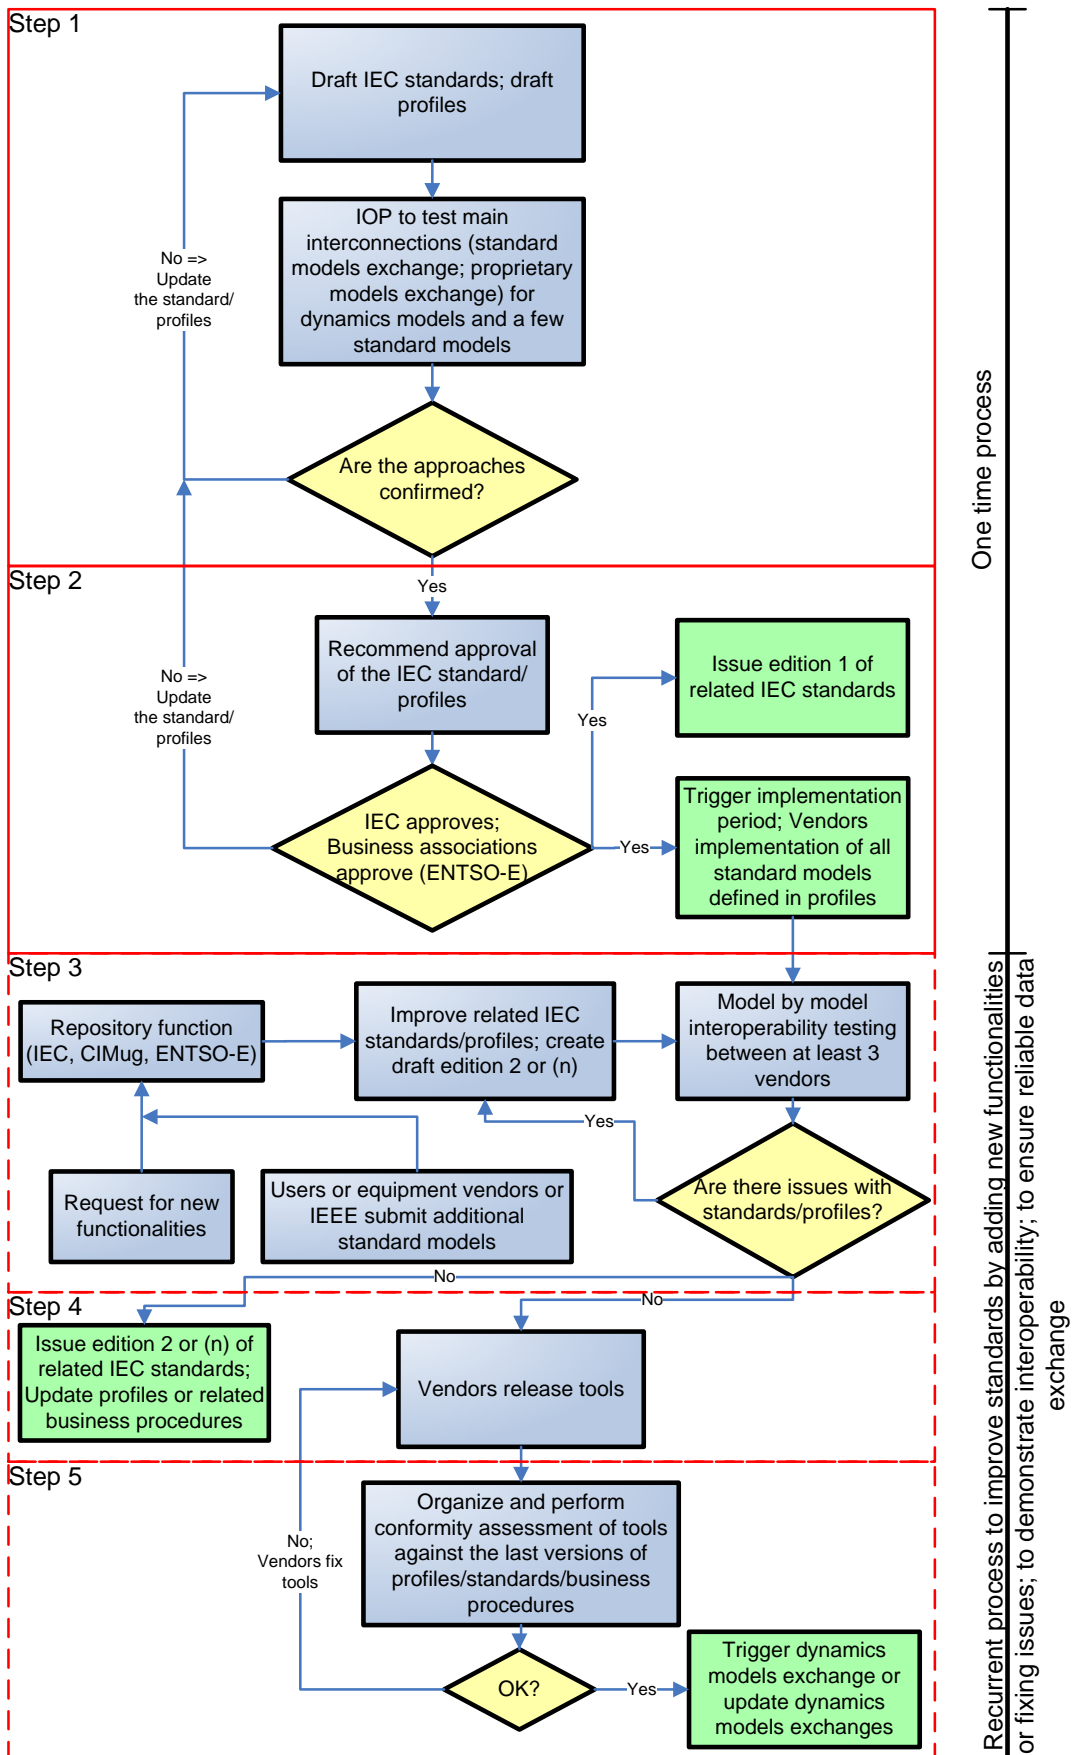 Step 1
Draft IEC standards; draft
profiles
IOP to test main
interconnections (standard
models exchange; proprietary
models exchange) for
dynamics models and a few
standard models
No =>
Update
the standard/
profiles
Are the approaches
confirmed?
One time process
Step 2
Yes
Recommend approval
of the IEC standard/
profiles
No =>
Update
the standard/
profiles
Issue edition 1 of
related IEC standards
Yes
IEC approves;
Business associations
approve (ENTSO-E)
Yes
Trigger implementation
period; Vendors
implementation of all
standard models
defined in profiles
Step 3
Repository function
(IEC, CIMug, ENTSO-E)
Improve related IEC
standards/profiles; create
draft edition 2 or (n)
Model by model
interoperability testing
between at least 3
vendors
Yes
Request for new
functionalities
Users or equipment vendors or
IEEE submit additional
standard models
Are there issues with
standards/profiles?
No
No
Step 4
Issue edition 2 or (n) of
related IEC standards;
Update profiles or related
business procedures
Vendors release tools
Step 5
Organize and perform
conformity assessment of tools
against the last versions of
profiles/standards/business
procedures
No;
Vendors fix
tools
OK?
Yes
Trigger dynamics
models exchange or
update dynamics
models exchanges
Recurrent process to improve standards by adding new functionalities
or fixing issues; to demonstrate interoperability; to ensure reliable data
exchange